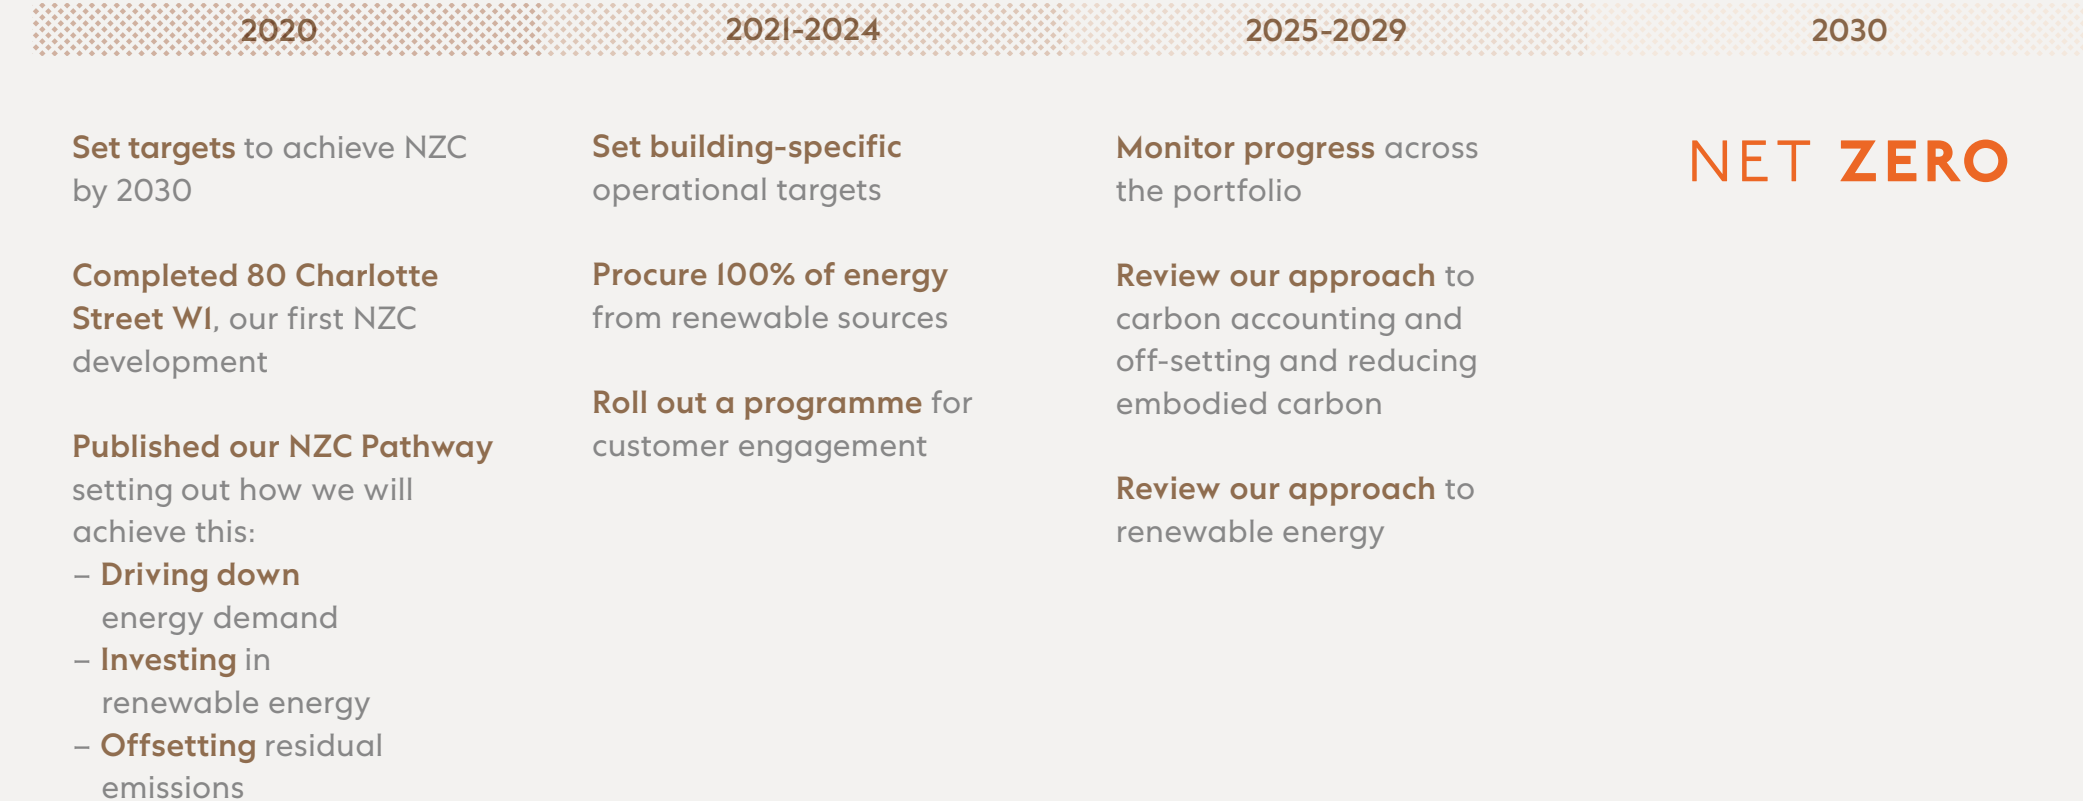 2020
Set targets to achieve NZC
by 2030
Completed 80 Charlotte
Street W1, our first NZC
development
Published our NZC Pathway
setting out how we will
achieve this:
– Driving down
energy demand
– Investing in
renewable energy
– Offsetting residual
emissions
2021-2024
Set building-specific
operational targets
Procure 100% of energy
from renewable sources
Roll out a programme for
customer engagement
2025-2029
Monitor progress across
the portfolio
Review our approach to
carbon accounting and
off-setting and reducing
embodied carbon
Review our approach to
renewable energy
2030
NET ZERO